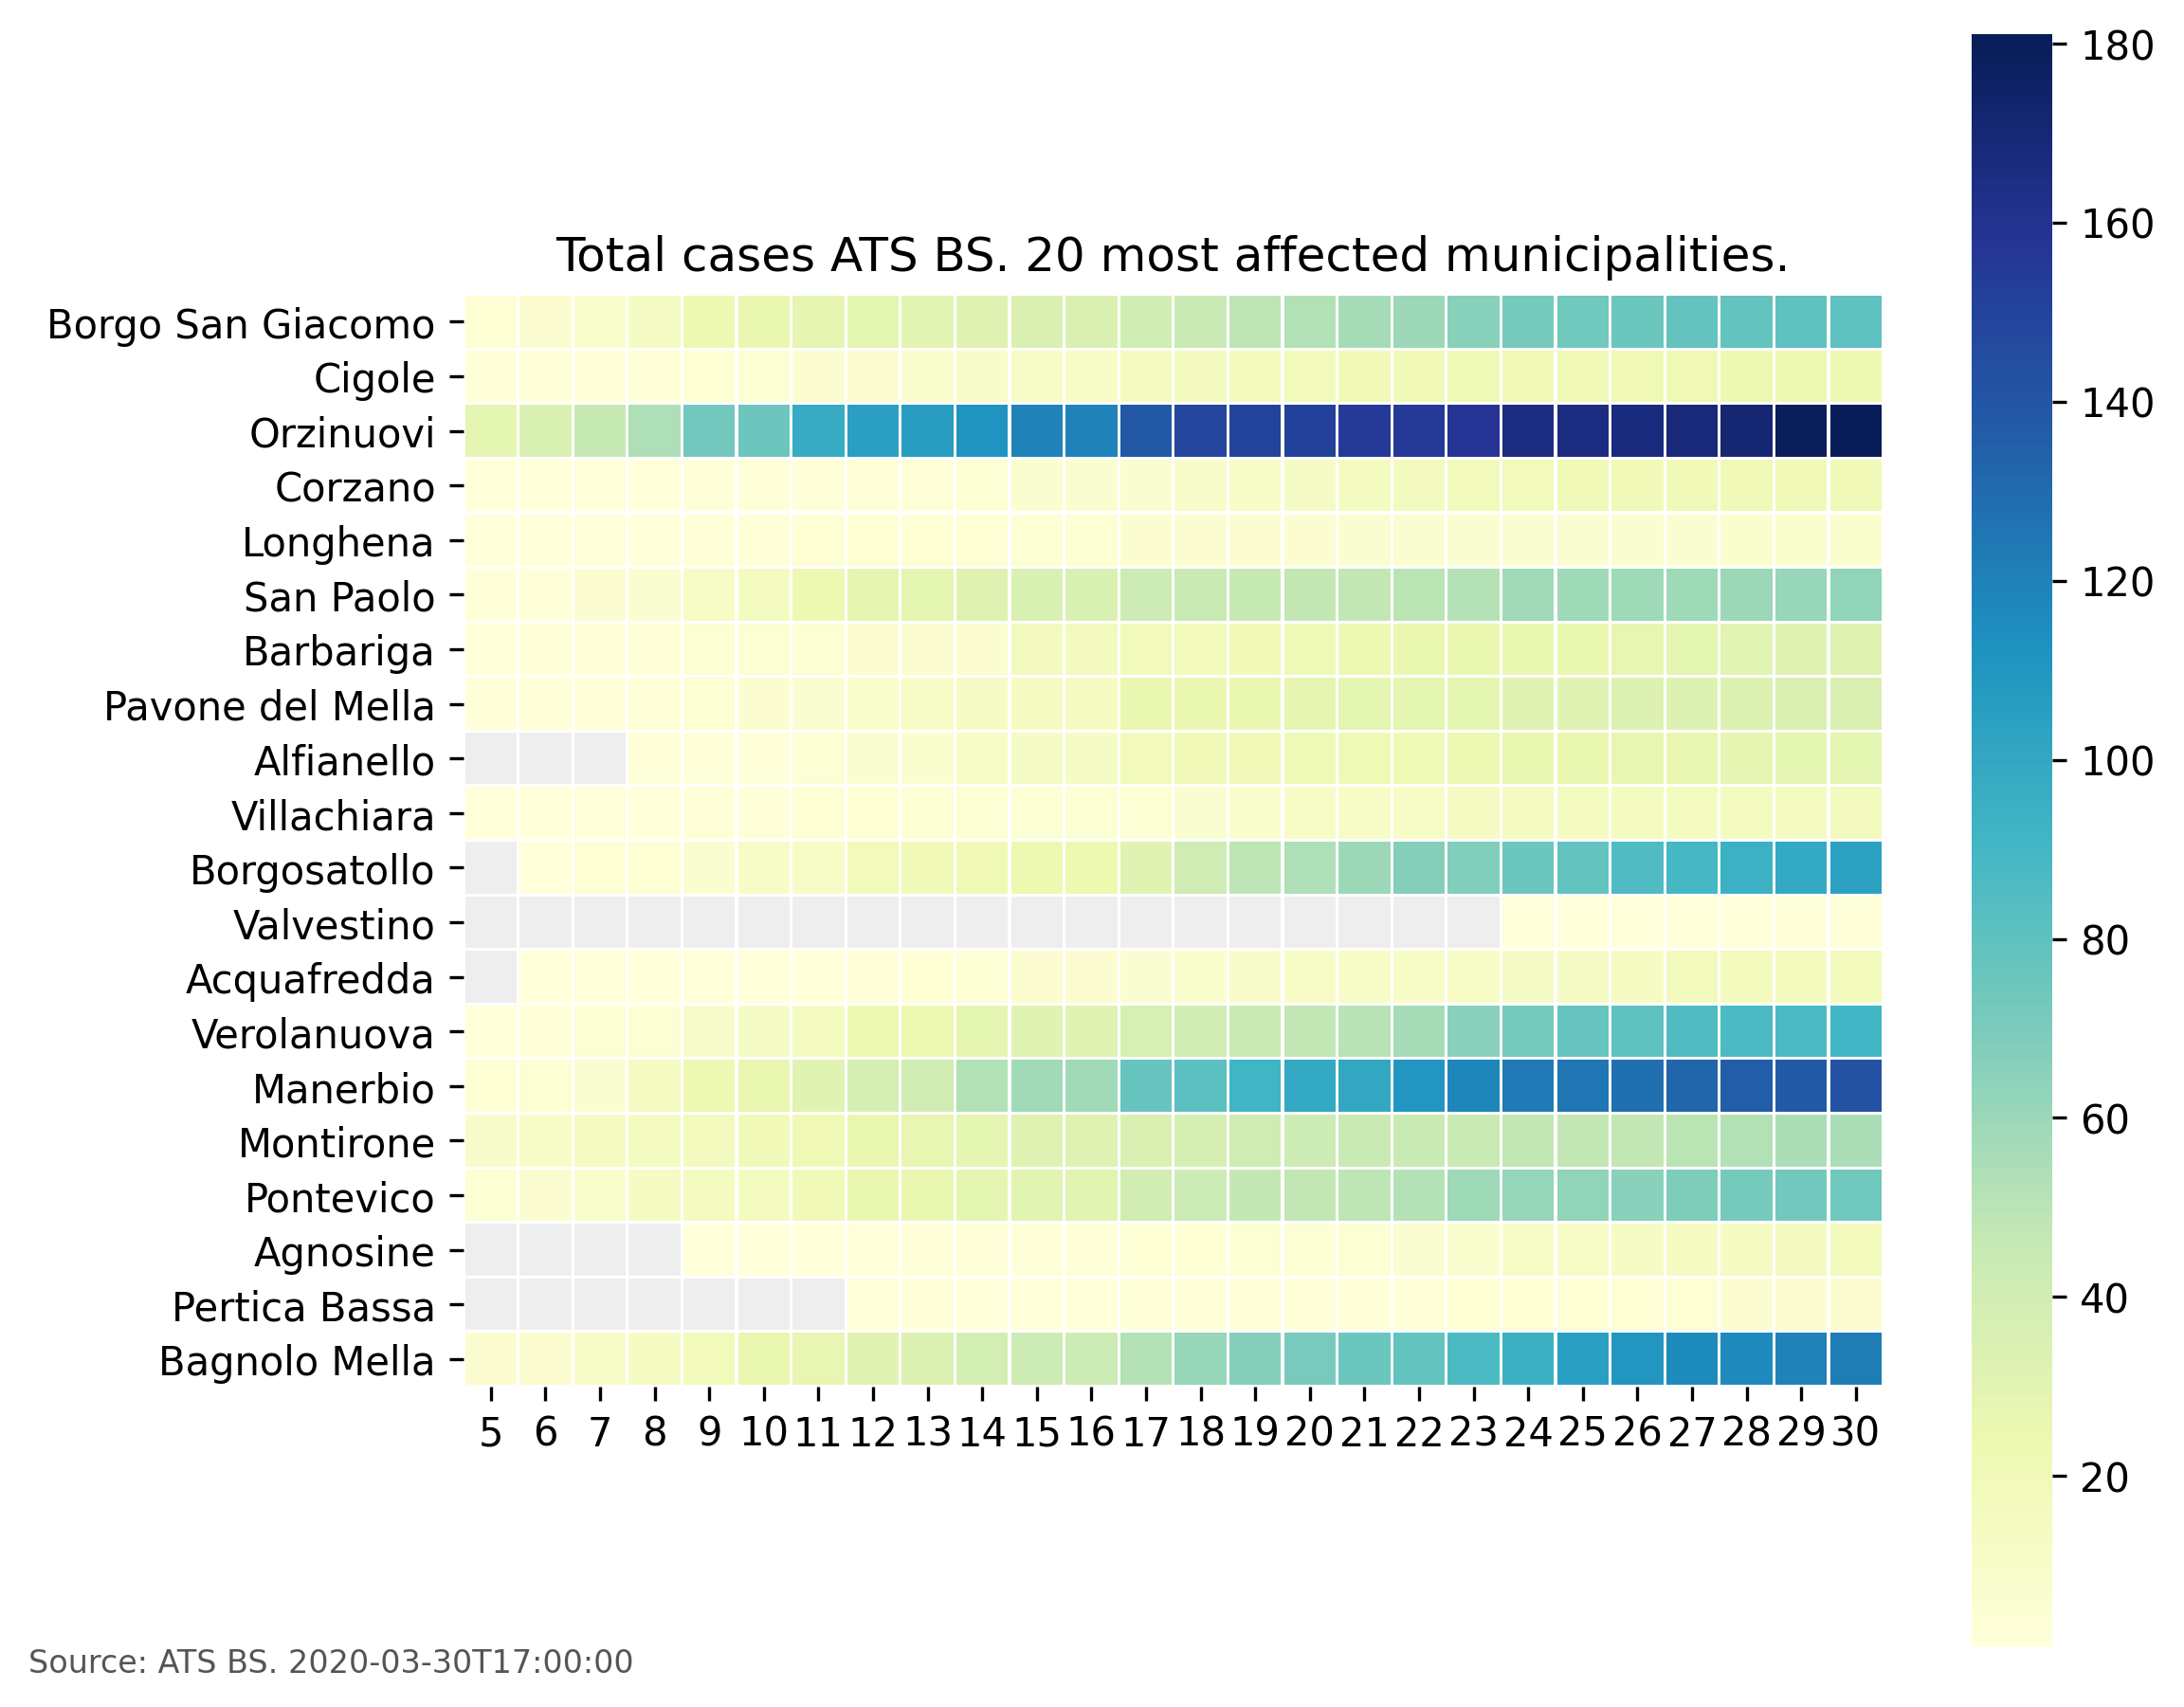 Total cases ATS BS. 20 most affected municipalities.
Borgo San Giacomo
Cigole
Orzinuovi
Corzano
Longhena
San Paolo
Barbariga
Pavone del Mella
Alfianello
Villachiara
Borgosatollo
Valvestino
Acquafredda
Verolanuova
Manerbio
Montirone
Pontevico
Agnosine
Pertica Bassa
Bagnolo Mella
5 6 7 8 9 10 11 12 13 14 15 16 17 18 19 20 21 22 23 24 25 26 27 28 29 30
180
160
140
120
100
80
60
40
20
Source: ATS BS. 2020-03-30T17:00:00